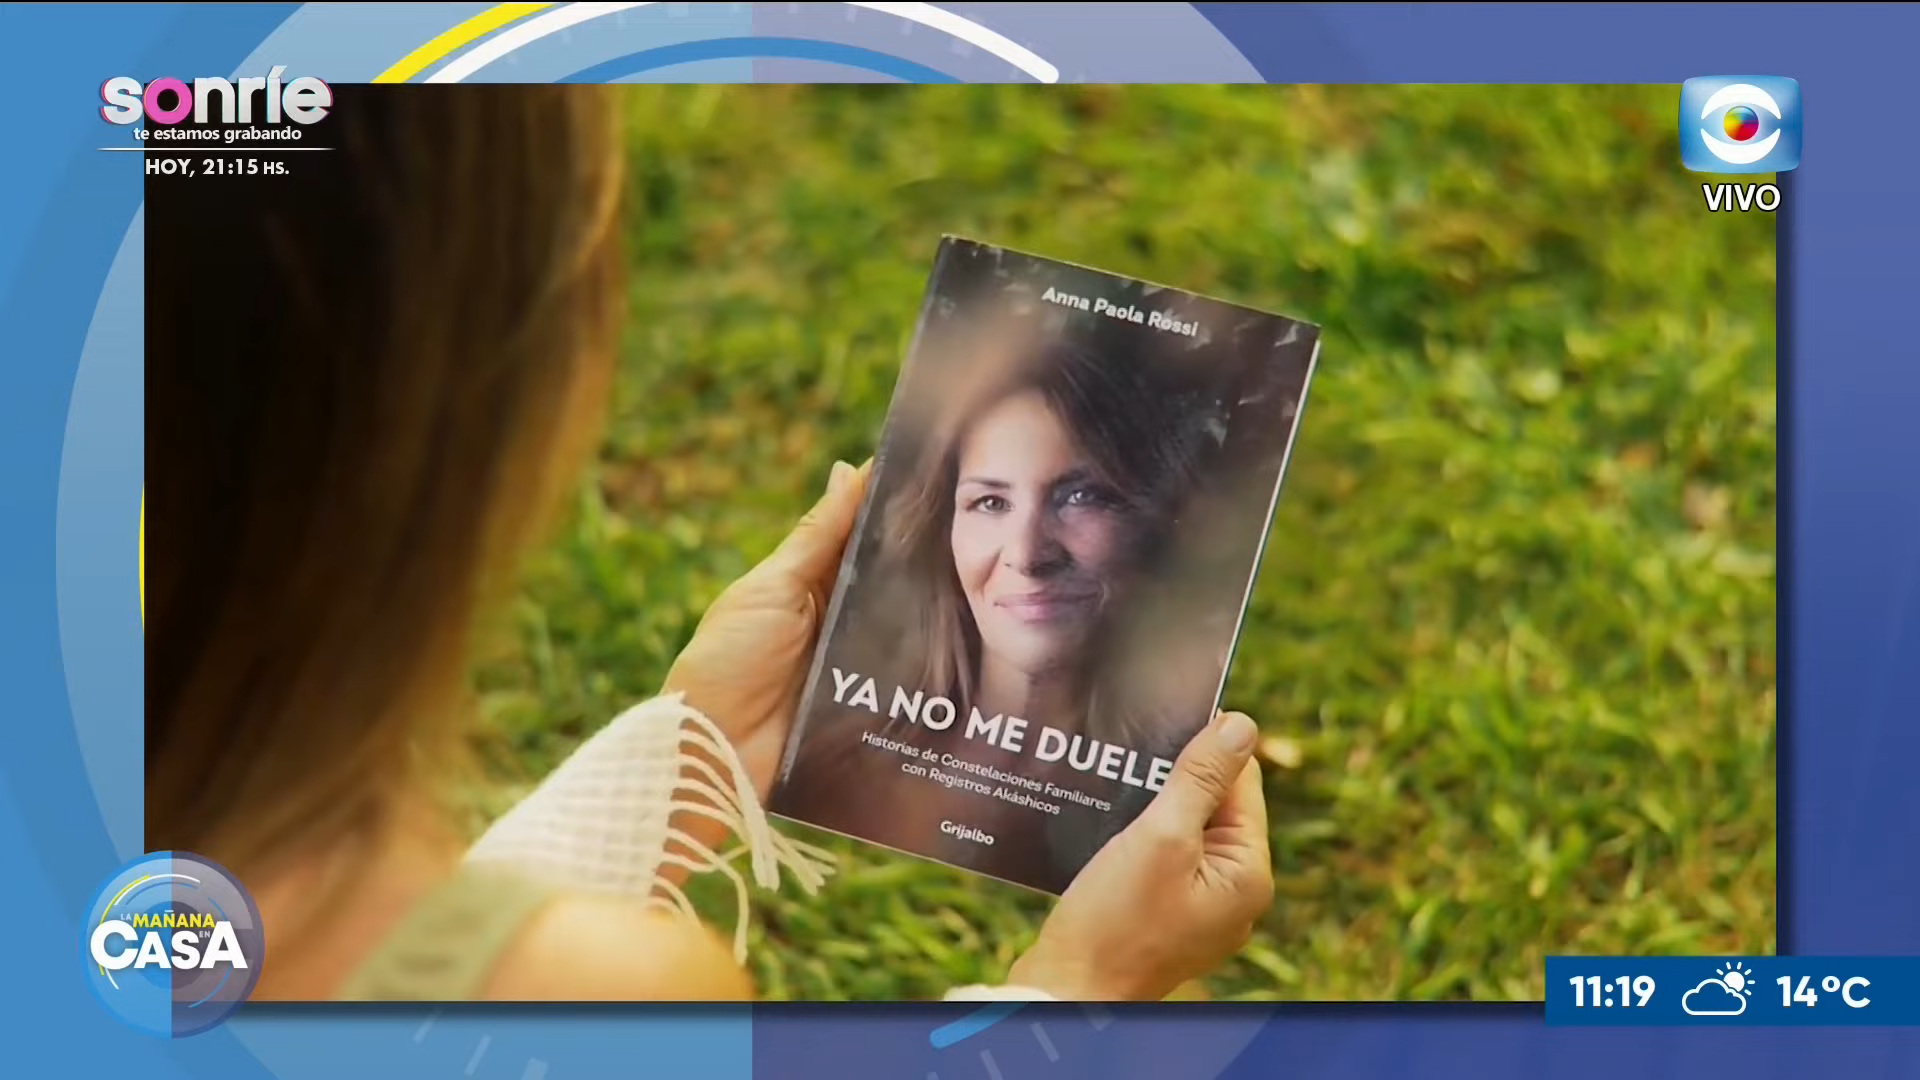 sonríe
te estamos grabando
HOY, 21:15 HS.
VIVO
Anna Paola Rossi
YA NO ME DUELE
Historias de Constelaciones Familiares
con Registros Akáshicos
Grijalbo
LA MAÑANA
EN
CASA
11:19 14°C